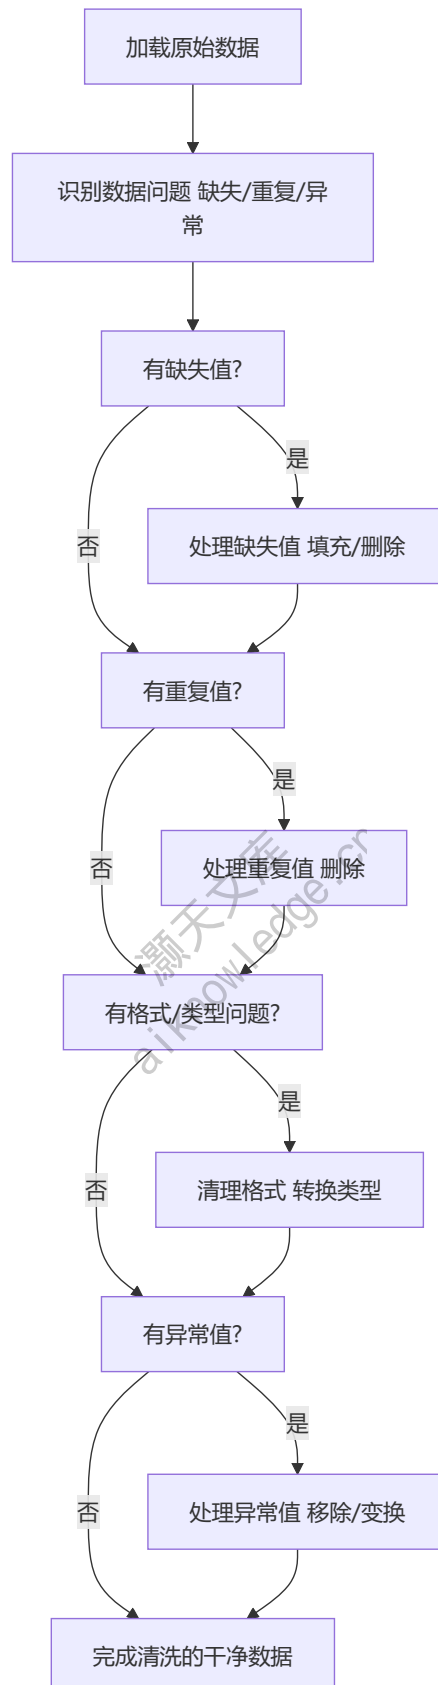 加载原始数据
识别数据问题 缺失/重复/异
常
有缺失值?
是
否
处理缺失值 填充/删除
有重复值?
是
否
处理重复值 删除
灏天文库
aiknowledge.cn
有格式/类型问题?
是
否
清理格式 转换类型
有异常值?
是
否
处理异常值 移除/变换
完成清洗的干净数据